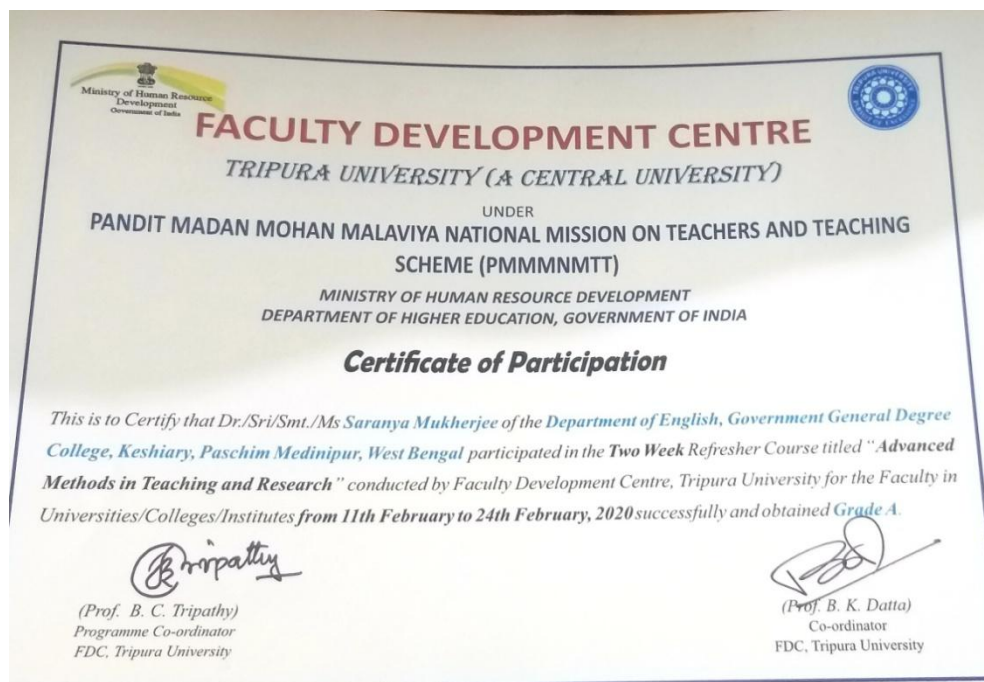 Ministry of Human Resource
Development
Government of India
FACULTY DEVELOPMENT CENTRE
TRIPURA UNIVERSITY (A CENTRAL UNIVERSITY)
UNDER
PANDIT MADAN MOHAN MALAVIYA NATIONAL MISSION ON TEACHERS AND TEACHING
SCHEME (PMMMNMTT)
MINISTRY OF HUMAN RESOURCE DEVELOPMENT
DEPARTMENT OF HIGHER EDUCATION, GOVERNMENT OF INDIA
Certificate of Participation
This is to Certify that Dr./Sri/Smt./Ms Saranya Mukherjee of the Department of English, Government General Degree
College, Keshiary, Paschim Medinipur, West Bengal participated in the Two Week Refresher Course titled "Advanced
Methods in Teaching and Research" conducted by Faculty Development Centre, Tripura University for the Faculty in
Universities/Colleges/Institutes from 11th February to 24th February, 2020 successfully and obtained Grade A.
(Prof. B. C. Tripathy)
Programme Co-ordinator
FDC, Tripura University
(Prof. B. K. Datta)
Co-ordinator
FDC, Tripura University